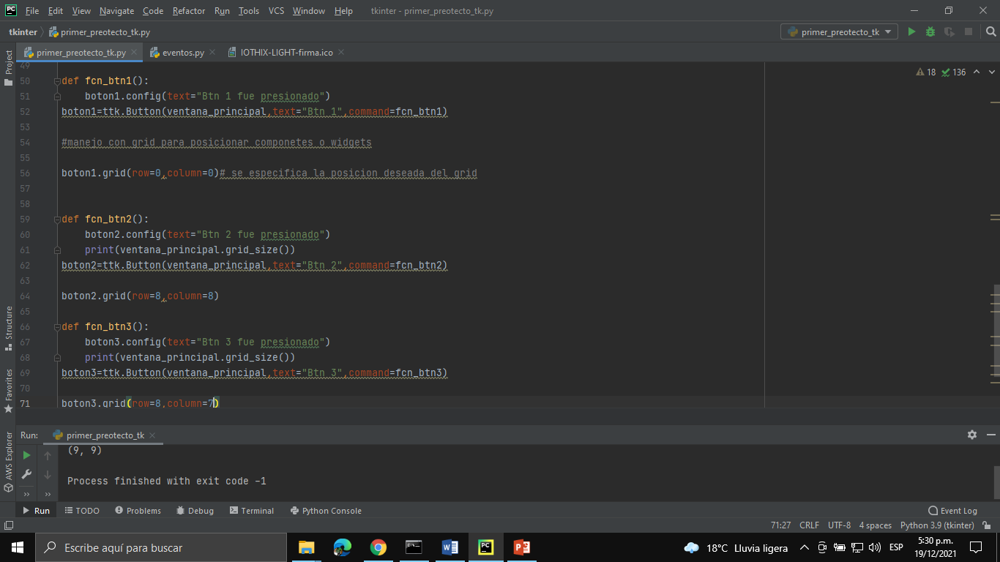 PC File Edit View Navigate Code Refactor Run Tools VCS Window Help tkinter - primer_preotecto_tk.py
tkinter primer_preotecto_tk.py primer_preotecto_tk
primer_preotecto_tk.py eventos.py IOTHIX-LIGHT-firma.ico
Project
Structure
Favorites
AWS Explorer
18 136
49
50 def fcn_btn1():
51 boton1.config(text="Btn 1 fue presionado")
52 boton1=ttk.Button(ventana_principal,text="Btn 1",command=fcn_btn1)
53
54 #manejo con grid para posicionar componetes o widgets
55
56 boton1.grid(row=0,column=0)# se especifica la posicion deseada del grid
57
58
59 def fcn_btn2():
60 boton2.config(text="Btn 2 fue presionado")
61 print(ventana_principal.grid_size())
62 boton2=ttk.Button(ventana_principal,text="Btn 2",command=fcn_btn2)
63
64 boton2.grid(row=8,column=8)
65
66 def fcn_btn3():
67 boton3.config(text="Btn 3 fue presionado")
68 print(ventana_principal.grid_size())
69 boton3=ttk.Button(ventana_principal,text="Btn 3",command=fcn_btn3)
70
71 boton3.grid(row=8,column=7)
Run: primer_preotecto_tk
(9, 9)
Process finished with exit code -1
Run TODO Problems Debug Terminal Python Console Event Log
71:27 CRLF UTF-8 4 spaces Python 3.9 (tkinter)
Escribe aquí para buscar
18°C Lluvia ligera ESP
5:30 p.m.
19/12/2021